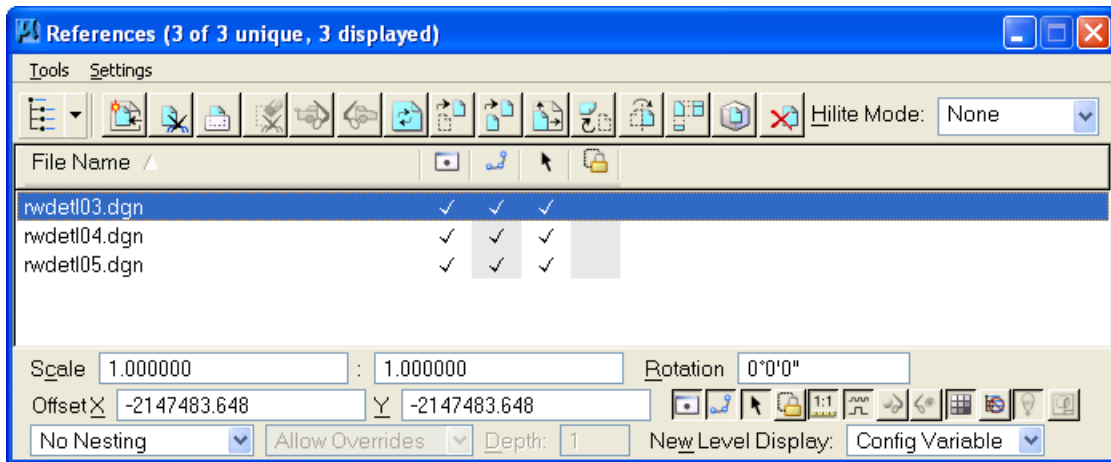 References (3 of 3 unique, 3 displayed)
Tools Settings
Hilite Mode: None
File Name
rwdetl03.dgn
rwdetl04.dgn
rwdetl05.dgn
Scale 1.000000 : 1.000000 Rotation 0°0'0"
Offset X -2147483.648 Y -2147483.648 1:1
No Nesting Allow Overrides Depth: 1 New Level Display: Config Variable